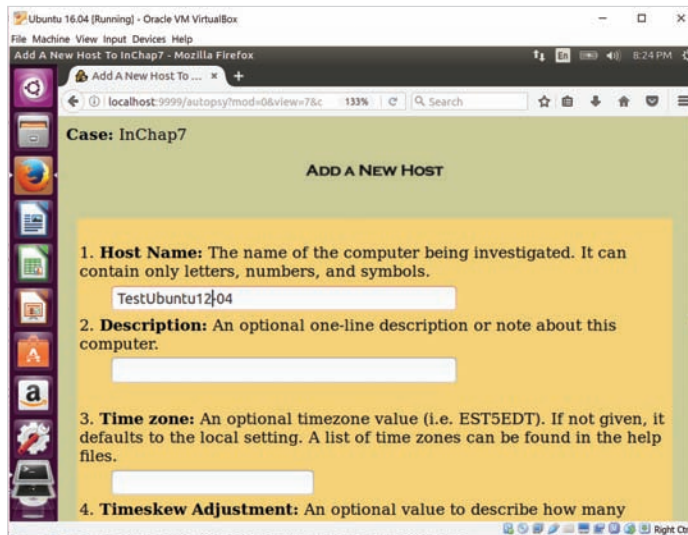 Ubuntu 16.04 [Running] - Oracle VM VirtualBox
File Machine View Input Devices Help
Add A New Host To InChap7 - Mozilla Firefox
En
8:24 PM
Add A New Host To ... × +
localhost:9999/autopsy?mod=0&view=7&c 133% Search
Case: InChap7
ADD A NEW HOST
1. Host Name: The name of the computer being investigated. It can
contain only letters, numbers, and symbols.
TestUbuntu12-04
2. Description: An optional one-line description or note about this
computer.
3. Time zone: An optional timezone value (i.e. EST5EDT). If not given, it
defaults to the local setting. A list of time zones can be found in the help
files.
4. Timeskew Adjustment: An optional value to describe how many
a
Right Ctrl